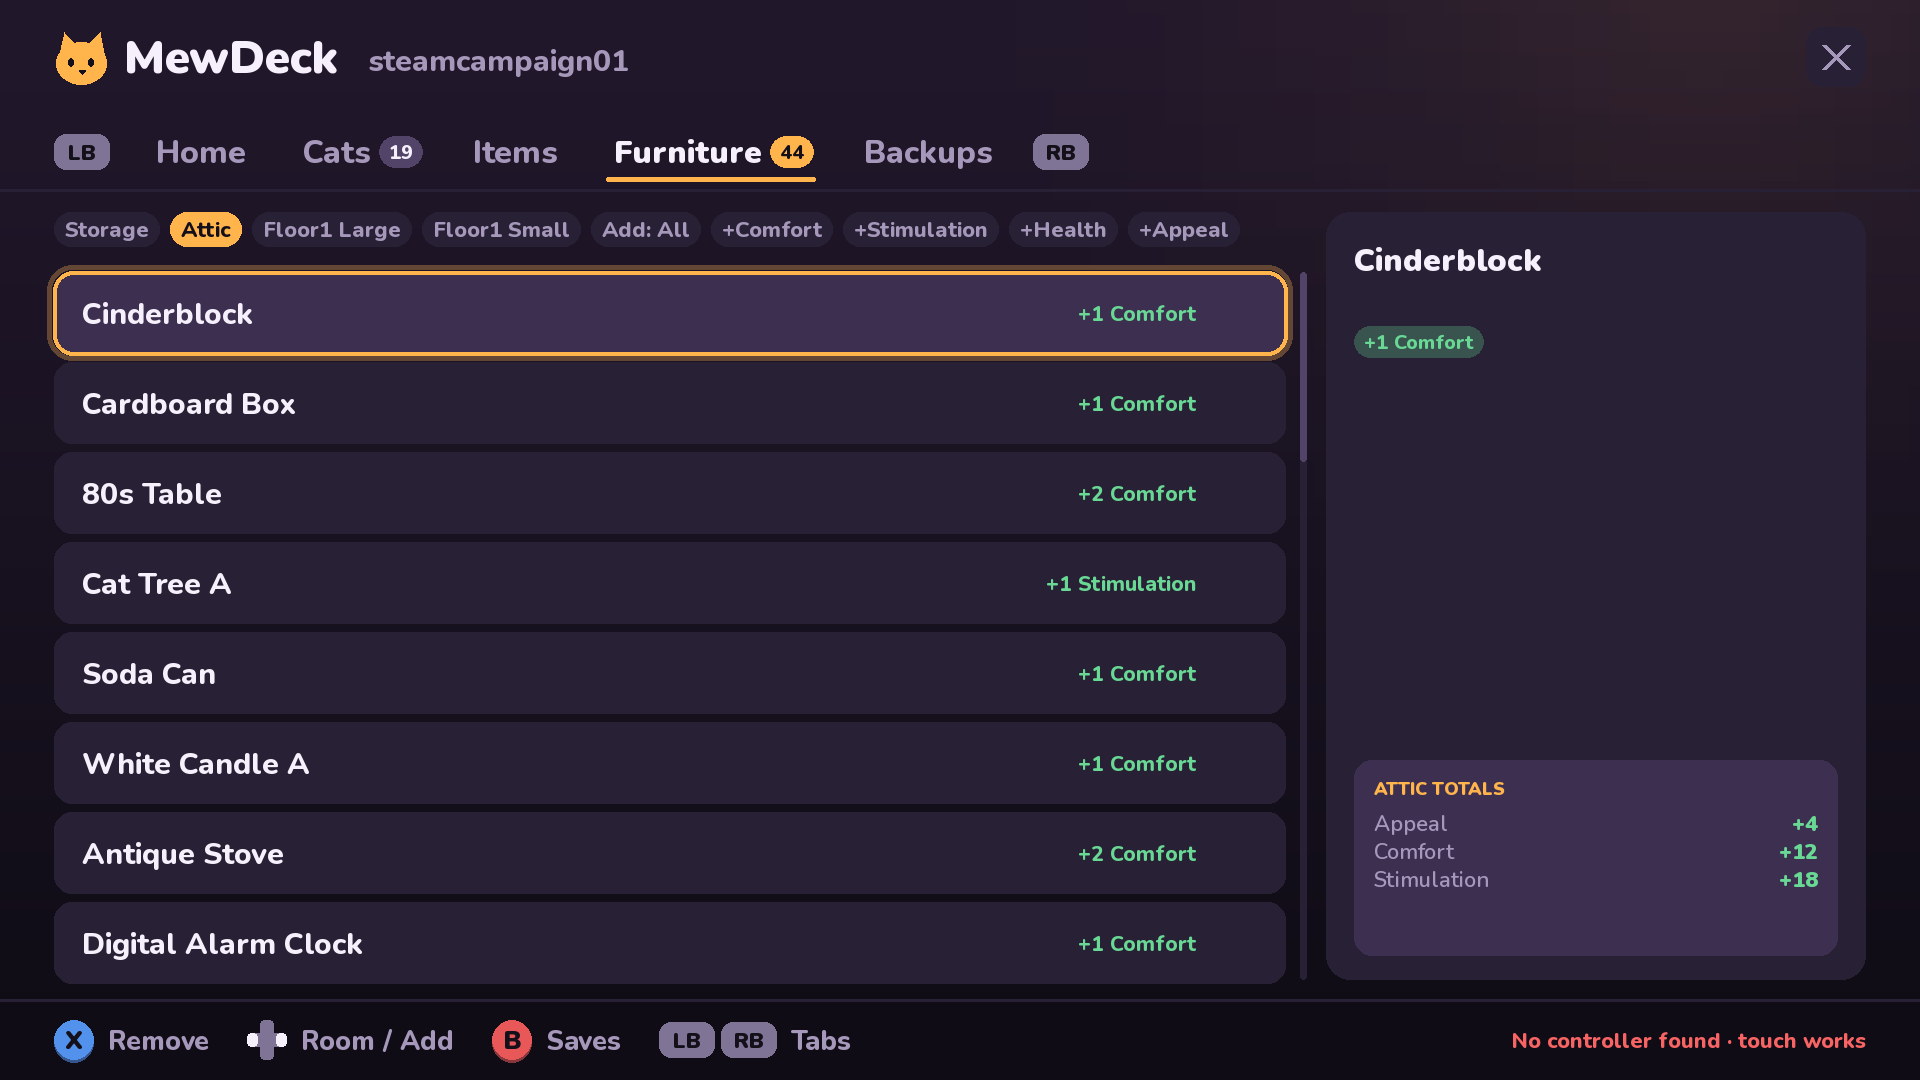 MewDeck steamcampaign01
LB Home Cats 19 Items Furniture 44 Backups RB
Storage Attic Floor1 Large Floor1 Small Add: All +Comfort +Stimulation +Health +Appeal
Cinderblock +1 Comfort
Cardboard Box +1 Comfort
80s Table +2 Comfort
Cat Tree A +1 Stimulation
Soda Can +1 Comfort
White Candle A +1 Comfort
Antique Stove +2 Comfort
Digital Alarm Clock +1 Comfort
Cinderblock
+1 Comfort
ATTIC TOTALS
Appeal +4
Comfort +12
Stimulation +18
X Remove Room / Add B Saves LB RB Tabs No controller found · touch works